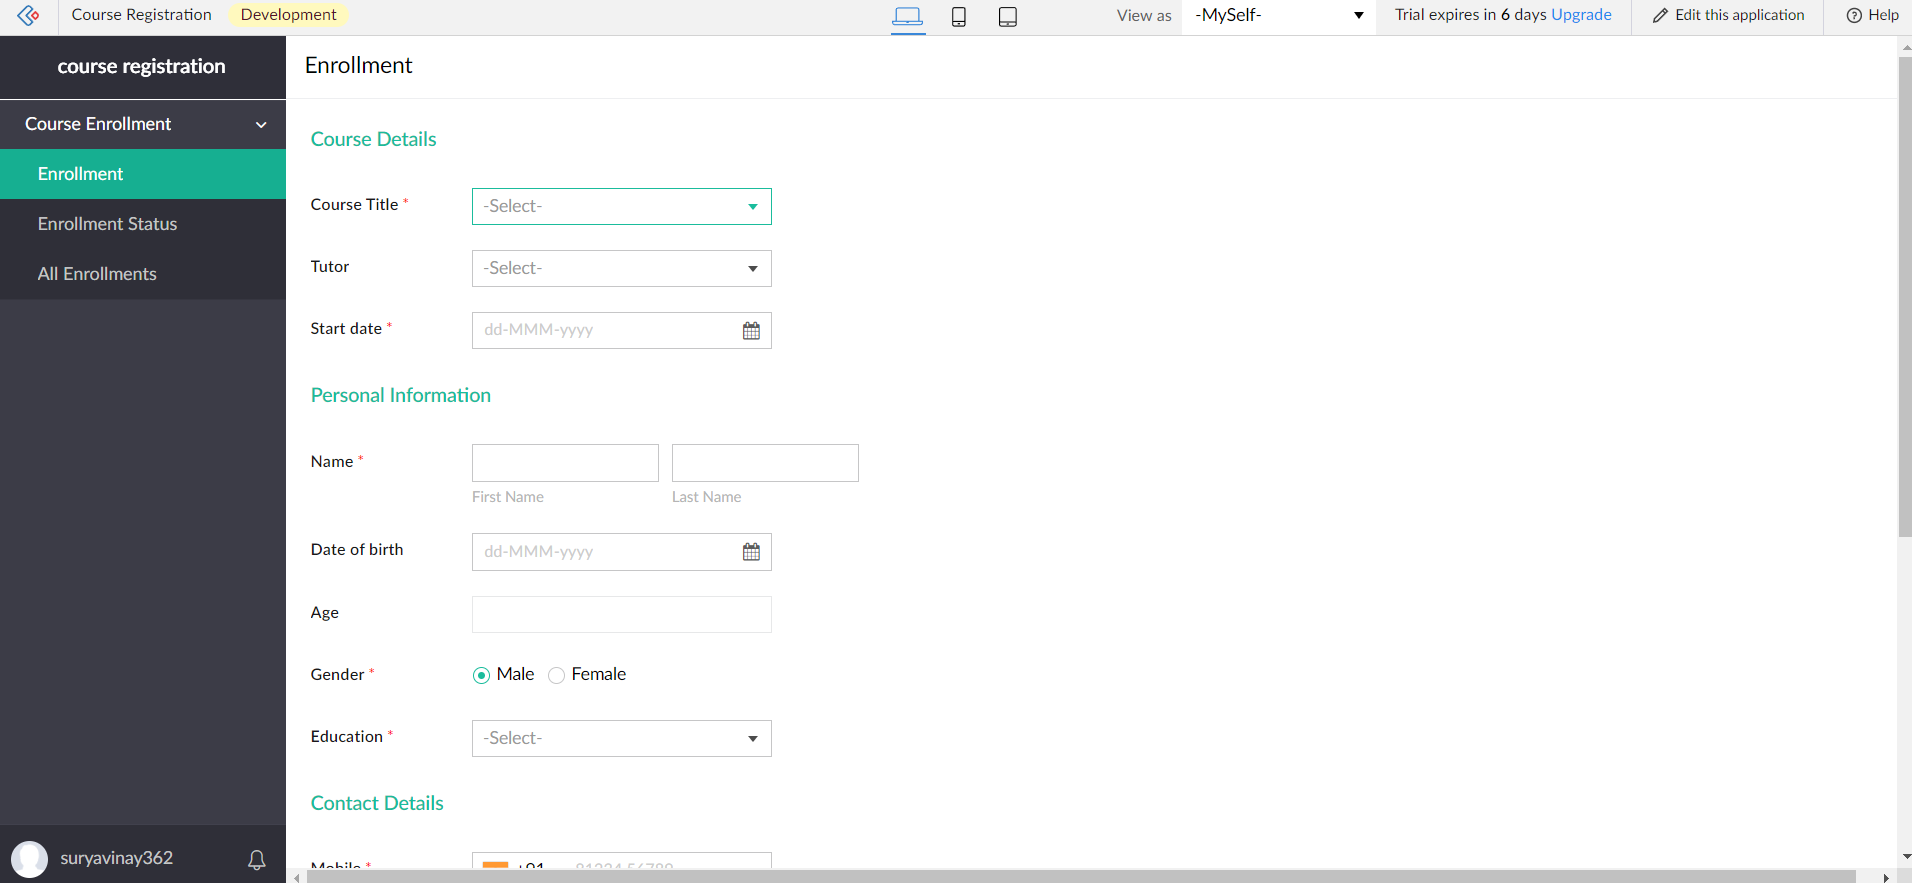 Course Registration Development View as -MySelf- Trial expires in 6 days Upgrade Edit this application Help
course registration
Course Enrollment
Enrollment
Enrollment Status
All Enrollments
suryavinay362
Enrollment
Course Details
Course Title * -Select-
Tutor -Select-
Start date * dd-MMM-yyyy
Personal Information
Name *
First Name Last Name
Date of birth dd-MMM-yyyy
Age
Gender * Male Female
Education * -Select-
Contact Details
Mobile * +91